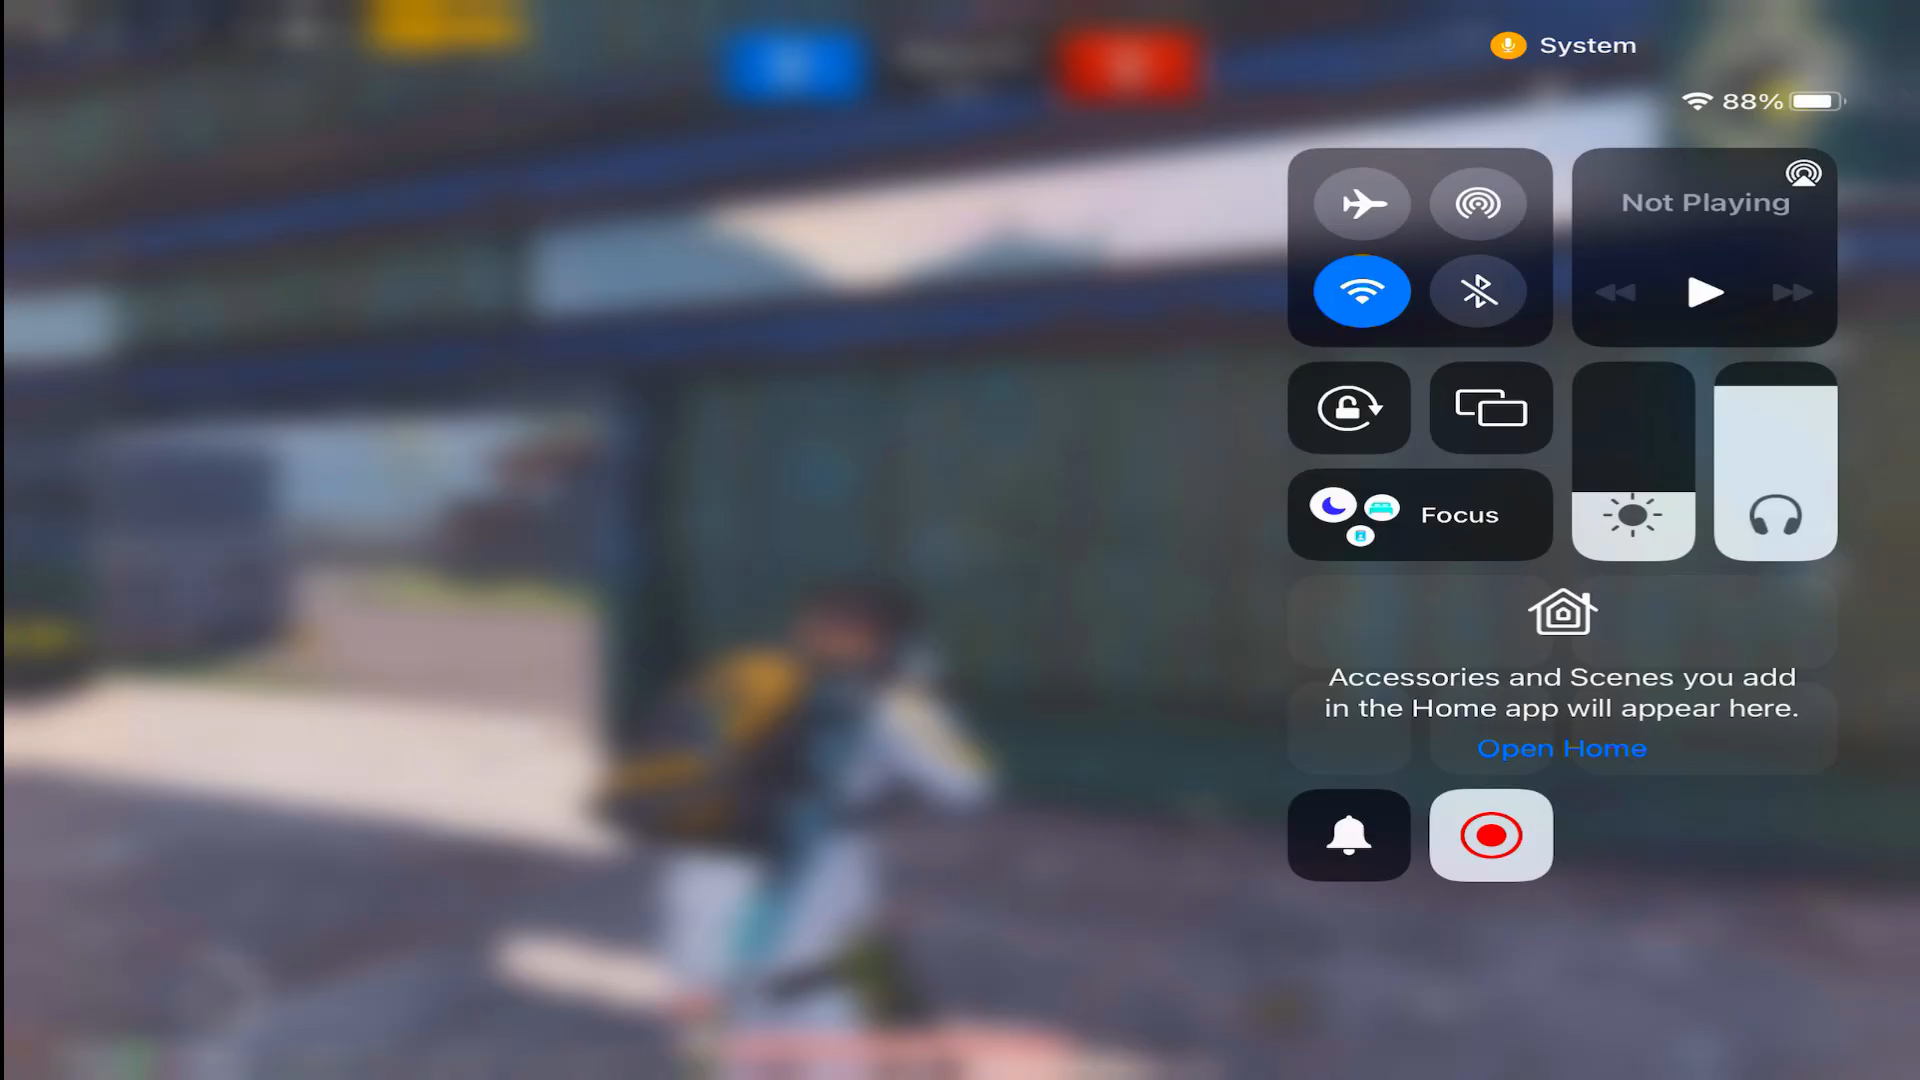 System
88%
Not Playing
Focus
Accessories and Scenes you add
in the Home app will appear here.
Open Home